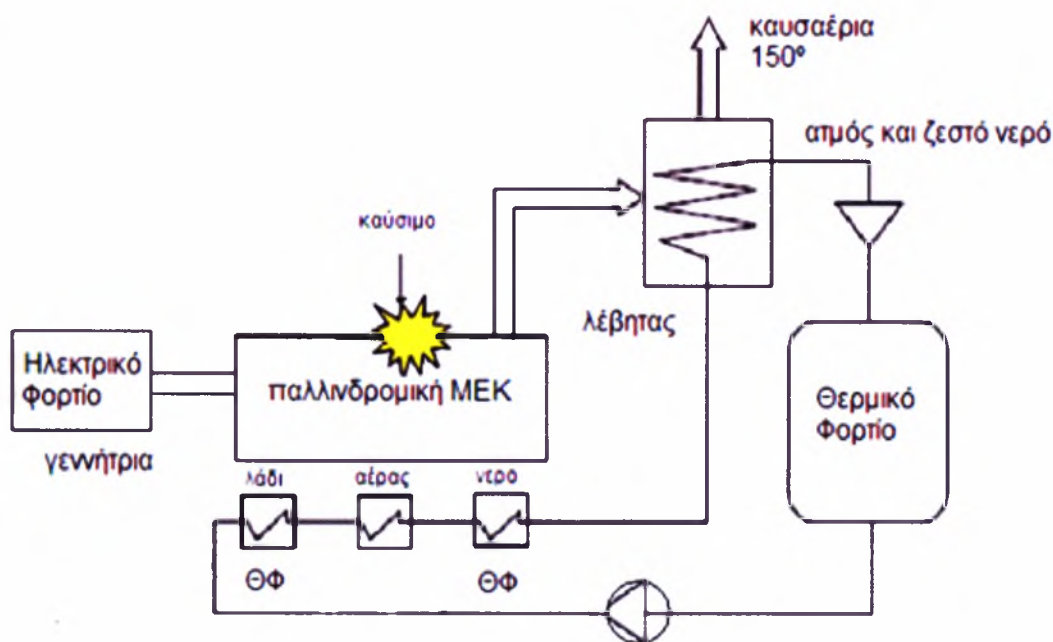 καυσαέρια
150º
ατμός και ζεστό νερό
καύσιμο
λέβητας
Ηλεκτρικό
Φορτίο
παλλινδρομική ΜΕΚ
Θερμικό
Φορτίο
γεννήτρια
λάδι αέρας νερο
ΘΦ ΘΦ